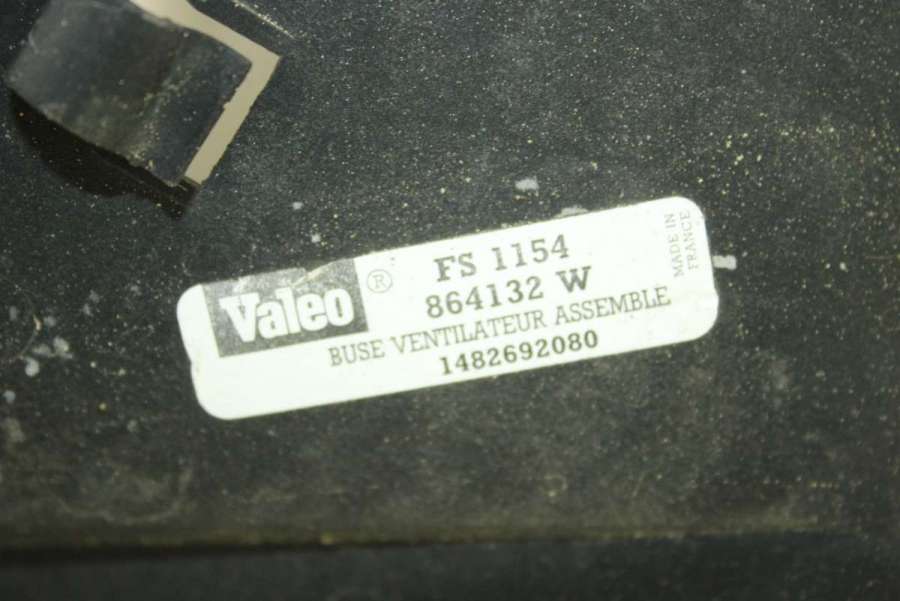 Valeo ®
FS 1154
864132 W
BUSE VENTILATEUR ASSEMBLE
1482692080
MADE IN
FRANCE